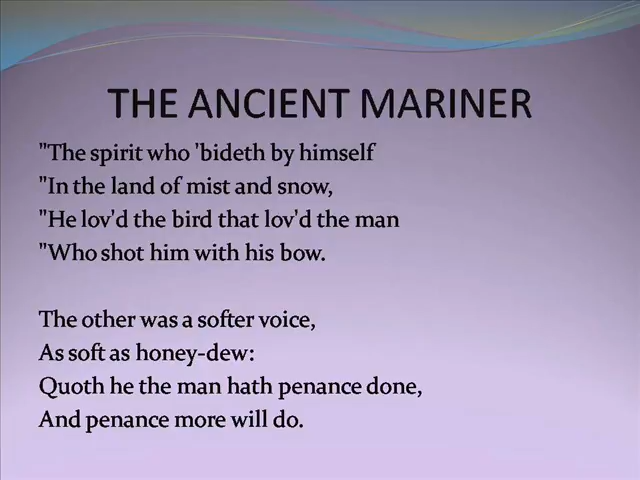 THE ANCIENT MARINER
"The spirit who 'bideth by himself
"In the land of mist and snow,
"He lov'd the bird that lov'd the man
"Who shot him with his bow.
The other was a softer voice,
As soft as honey-dew:
Quoth he the man hath penance done,
And penance more will do.